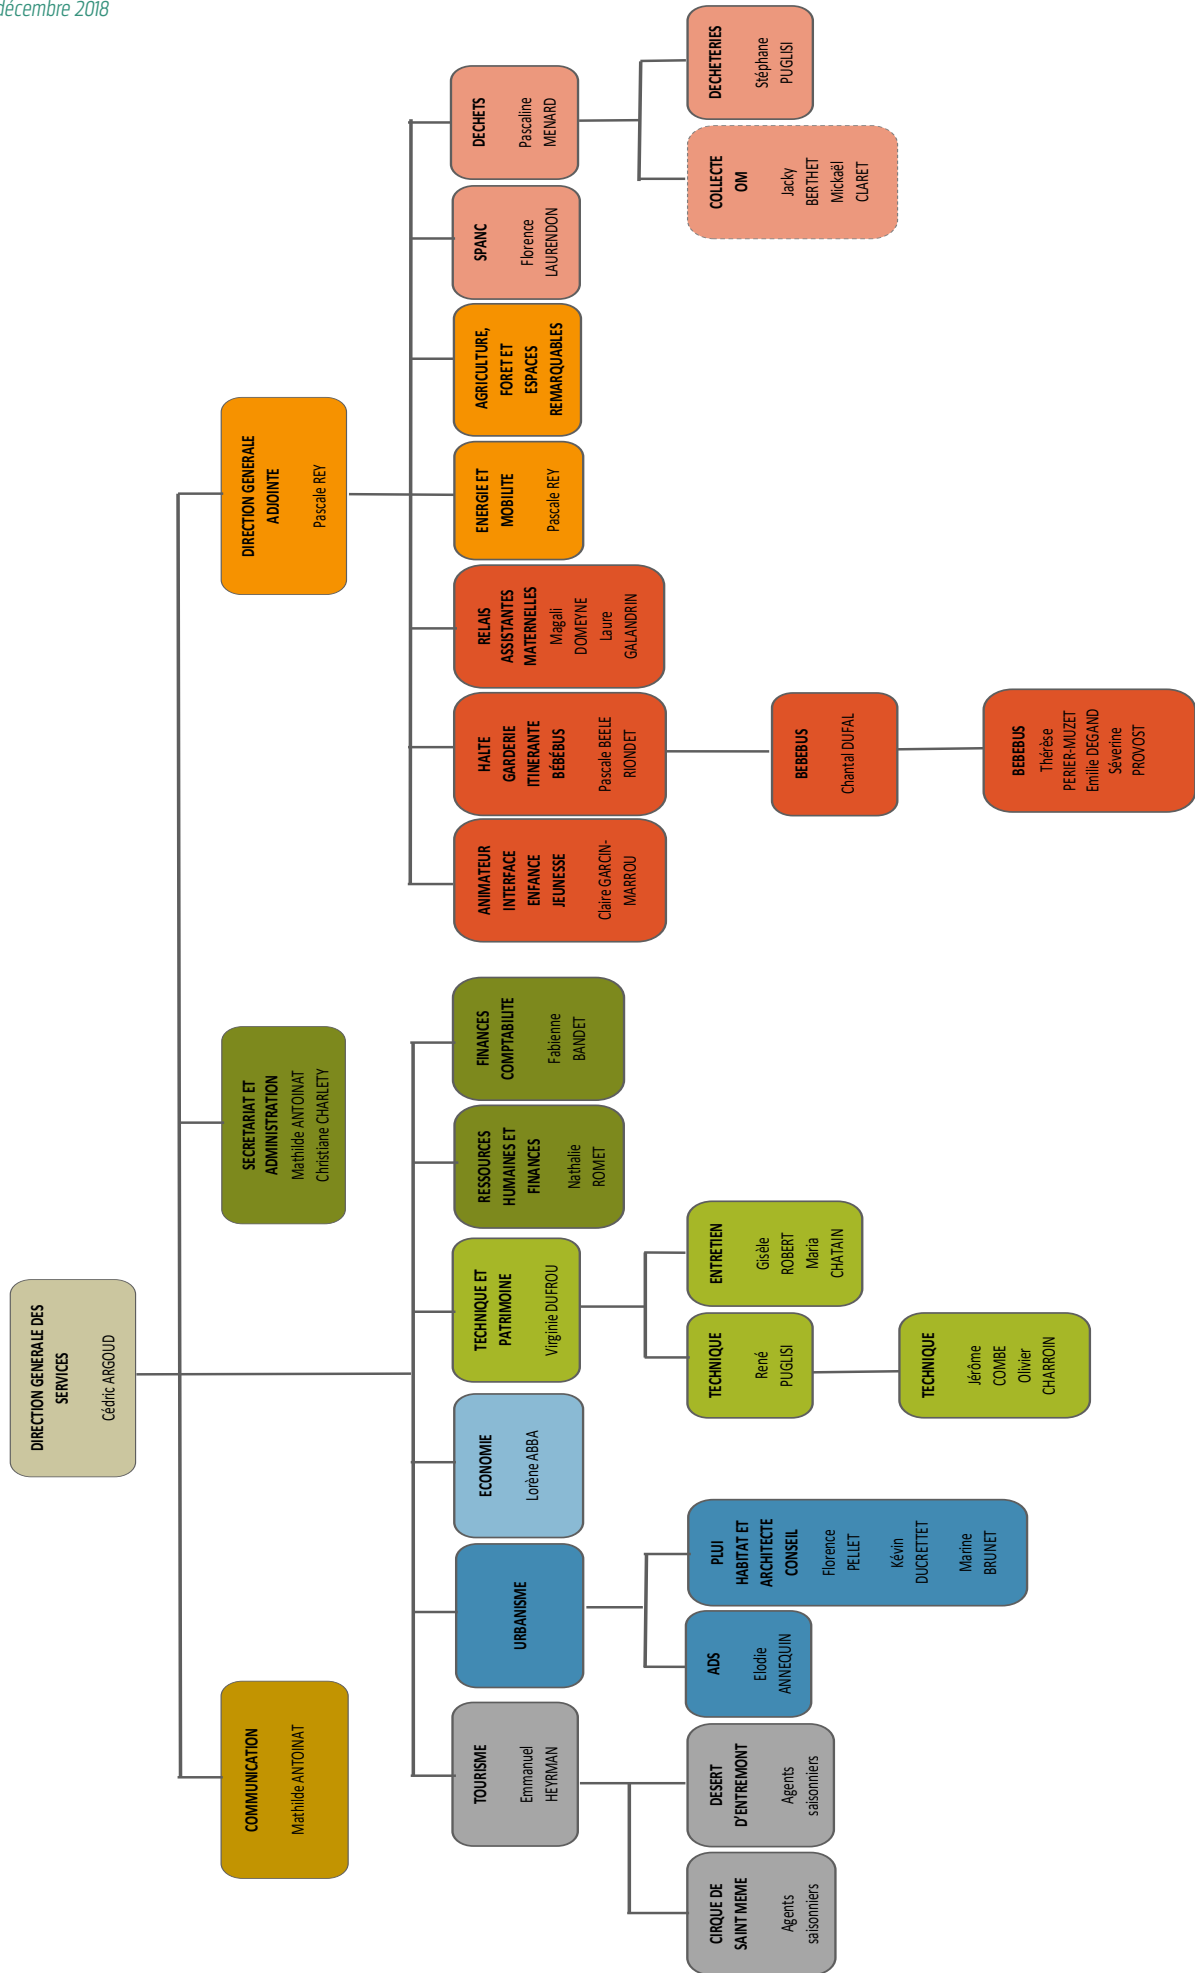 décembre 2018
DIRECTION GENERALE DES
SERVICES
Cédric ARGOUD
COMMUNICATION
Mathilde ANTOINAT
SECRETARIAT ET
ADMINISTRATION
Mathilde ANTOINAT
Christiane CHARLETY
DIRECTION GENERALE
ADJOINTE
Pascale REY
TOURISME
Emmanuel
HEYRMAN
URBANISME
ECONOMIE
Lorène ABBA
TECHNIQUE ET
PATRIMOINE
Virginie DUFROU
RESSOURCES
HUMAINES ET
FINANCES
Nathalie
ROMET
FINANCES
COMPTABILITE
Fabienne
BANDET
ANIMATEUR
INTERFACE
ENFANCE
JEUNESSE
Claire GARCIN-
MARROU
HALTE
GARDERIE
ITINERANTE
BÉBÉBUS
Pascale BEELE
RIONDET
RELAIS
ASSISTANTES
MATERNELLES
Magali
DOMEYNE
Laure
GALANDRIN
ENERGIE ET
MOBILITE
Pascale REY
AGRICULTURE,
FORET ET
ESPACES
REMARQUABLES
SPANC
Florence
LAURENDON
DECHETS
Pascaline
MENARD
CIRQUE DE
SAINT MEME
Agents
saisonniers
DESERT
D'ENTREMONT
Agents
saisonniers
ADS
Elodie
ANNEQUIN
PLUI
HABITAT ET
ARCHITECTE
CONSEIL
Florence
PELLET
Kévin
DUCRETTET
Marine
BRUNET
TECHNIQUE
René
PUGLISI
ENTRETIEN
Gisèle
ROBERT
Maria
CHATAIN
BEBEBUS
Chantal DUFAL
COLLECTE
OM
Jacky
BERTHET
Mickaël
CLARET
DECHETERIES
Stéphane
PUGLISI
TECHNIQUE
Jérôme
COMBE
Olivier
CHARROIN
BEBEBUS
Thérèse
PERIER-MUZET
Emilie DEGAND
Séverine
PROVOST